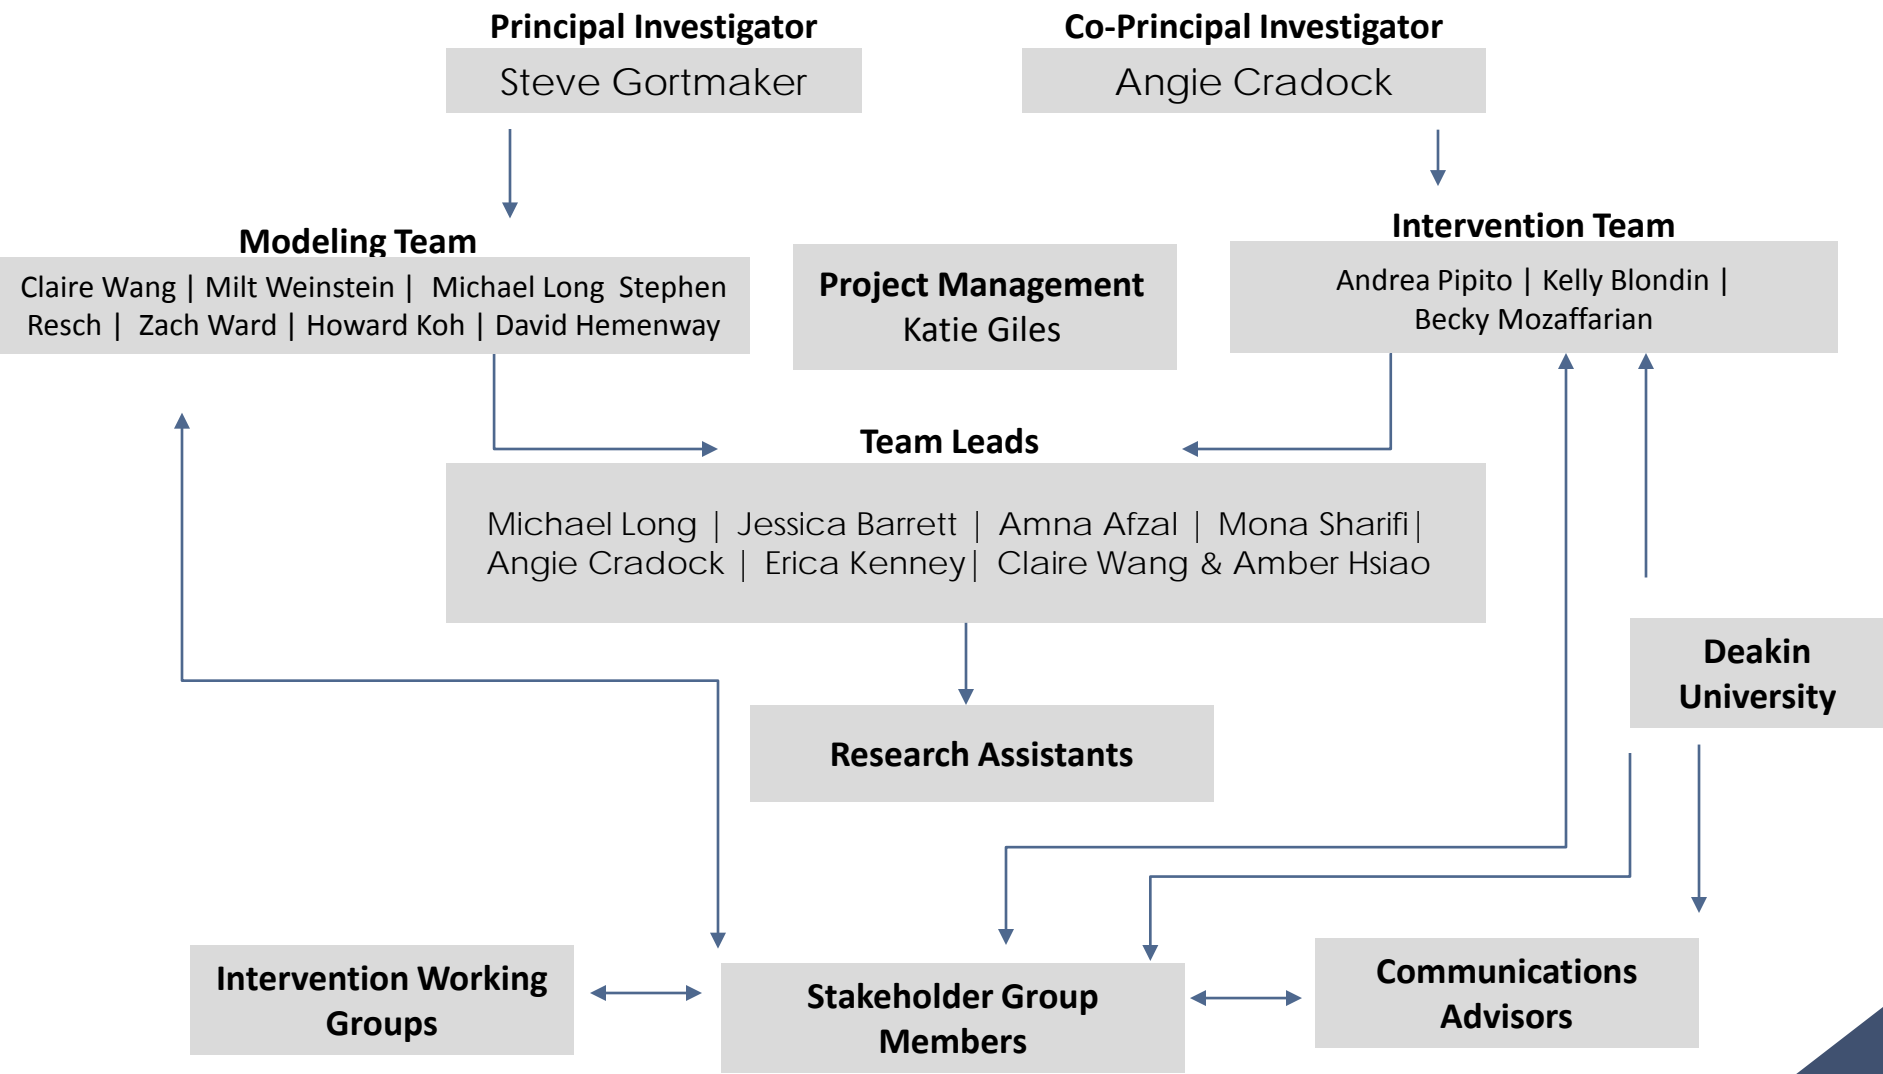 Principal Investigator
Steve Gortmaker
Co-Principal Investigator
Angie Cradock
Modeling Team
Claire Wang | Milt Weinstein | Michael Long Stephen
Resch | Zach Ward | Howard Koh | David Hemenway
Project Management
Katie Giles
Intervention Team
Andrea Pipito | Kelly Blondin |
Becky Mozaffarian
Team Leads
Michael Long | Jessica Barrett | Amna Afzal | Mona Sharifi|
Angie Cradock | Erica Kenney| Claire Wang & Amber Hsiao
Deakin
University
Research Assistants
Intervention Working
Groups
Stakeholder Group
Members
Communications
Advisors